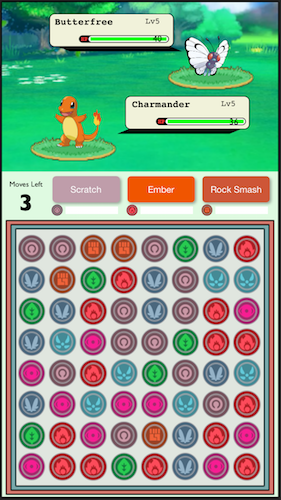 Butterfree Lv5
40
Charmander Lv5
36
Moves Left
3
Scratch
Ember
Rock Smash